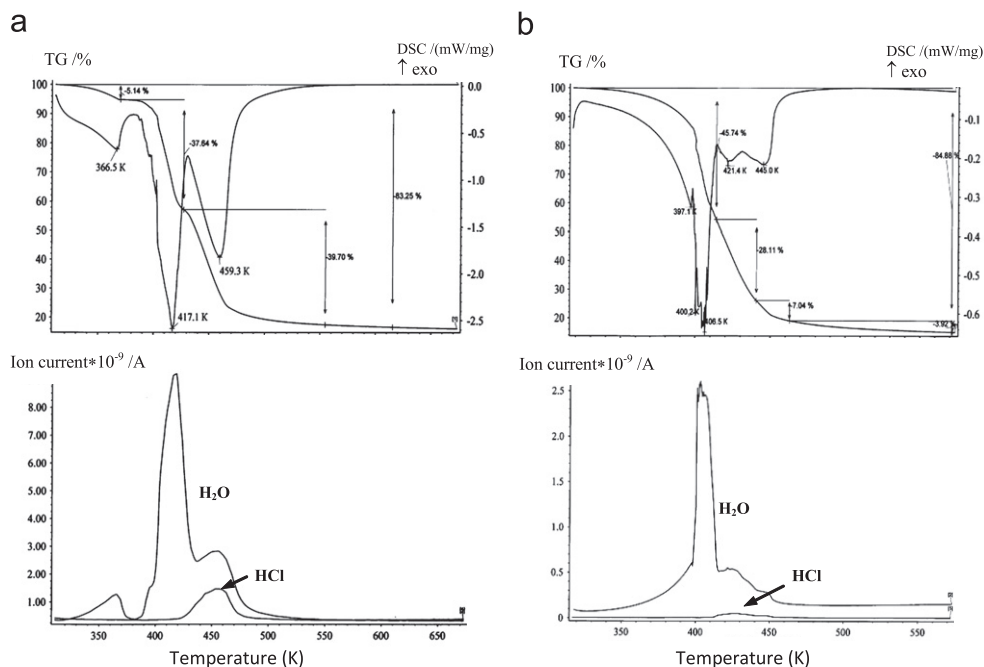 a
TG /%
DSC /(mW/mg)
↑ exo
100
90
80
70
60
50
40
30
20
0.0
-0.5
-1.0
-1.5
-2.0
-2.5
-5.14 %
-37.64 %
-83.25 %
-39.70 %
366.5 K
459.3 K
417.1 K
Ion current*10⁻⁹ /A
8.00
7.00
6.00
5.00
4.00
3.00
2.00
1.00
H₂O
HCl
350
400
450
500
550
600
650
Temperature (K)
b
TG /%
DSC /(mW/mg)
↑ exo
100
90
80
70
60
50
40
30
20
-0.1
-0.2
-0.3
-0.4
-0.5
-0.6
-45.74 %
-84.88 %
421.4 K
445.0 K
397.1 K
-28.11 %
-7.04 %
400.2 K
406.5 K
-3.92 %
Ion current*10⁻⁹ /A
2.5
2.0
1.5
1.0
0.5
0
H₂O
HCl
350
400
450
500
550
Temperature (K)